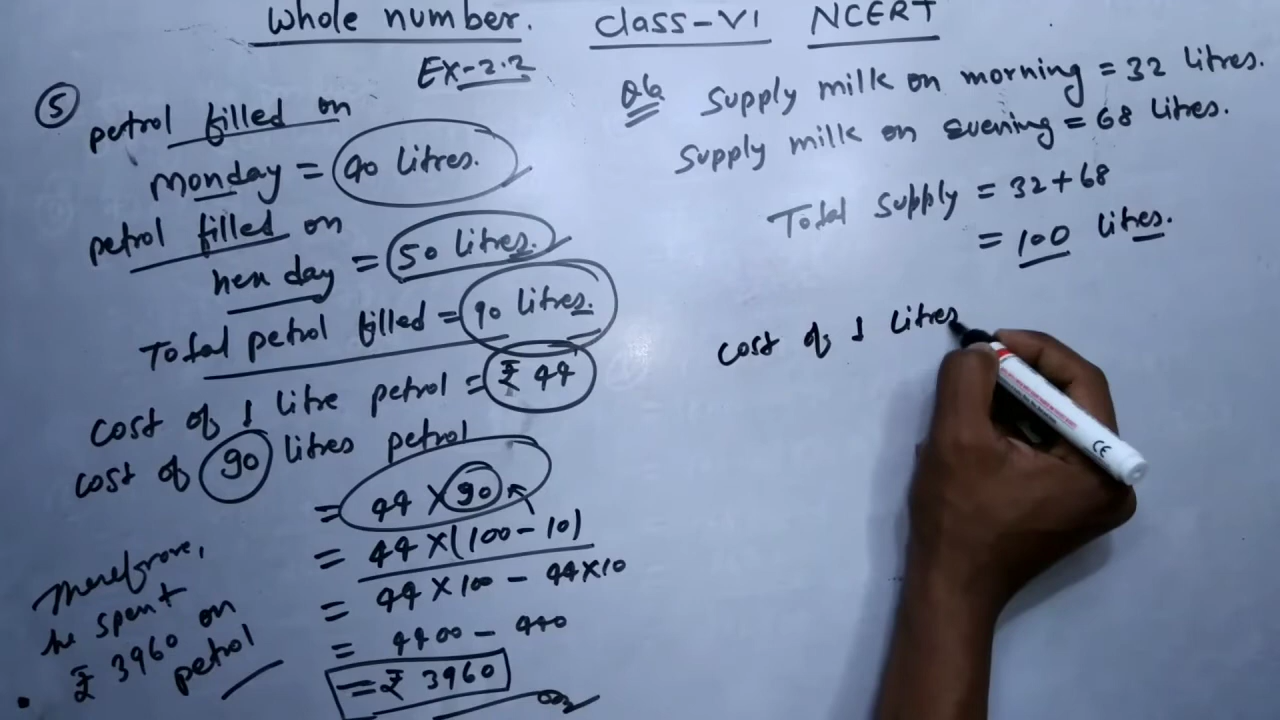 Whole number. Class-VI NCERT
Ex-2.2
5
petrol filled on
monday = 40 litres.
petrol filled on
nex day = 50 litres.
Total petrol filled = 90 litres.
cost of 1 litre petrol = ₹ 44
cost of 90 litres petrol
= 44 × 90
= 44 × (100 - 10)
= 44 × 100 - 44 × 10
= 4400 - 440
= ₹ 3960
Therefrore,
he spent
₹ 3960 on
petrol
Q6 Supply milk on morning = 32 litres.
Supply milk on evening = 68 litres.
Total supply = 32 + 68
= 100 litres.
cost of 1 litres
CE